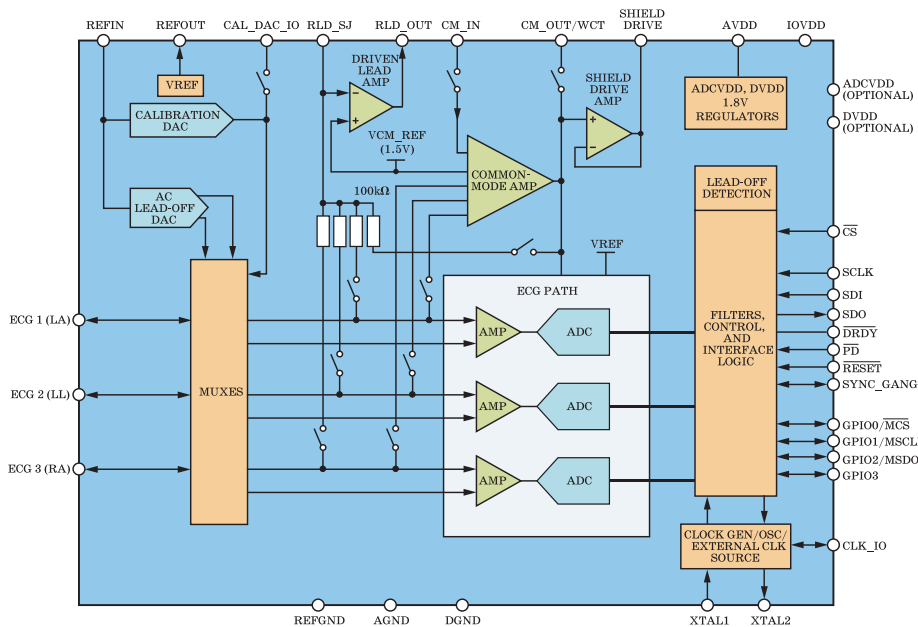 REFIN
REFOUT
CAL_DAC_IO
RLD_SJ
RLD_OUT
CM_IN
CM_OUT/WCT
SHIELD
DRIVE
AVDD
IOVDD
VREF
CALIBRATION
DAC
AC
LEAD-OFF
DAC
DRIVEN
LEAD
AMP
–
+
VCM_REF
(1.5V)
100kΩ
COMMON-
MODE AMP
SHIELD
DRIVE
AMP
+
–
ADCVDD, DVDD
1.8V
REGULATORS
ADCVDD
(OPTIONAL)
DVDD
(OPTIONAL)
LEAD-OFF
DETECTION
FILTERS,
CONTROL,
AND
INTERFACE
LOGIC
VREF
ECG PATH
AMP
ADC
AMP
ADC
AMP
ADC
MUXES
ECG 1 (LA)
ECG 2 (LL)
ECG 3 (RA)
CS
SCLK
SDI
SDO
DRDY
PD
RESET
SYNC_GANG
GPIO0/MCS
GPIO1/MSCL
GPIO2/MSDO
GPIO3
CLOCK GEN/OSC/
EXTERNAL CLK
SOURCE
CLK_IO
REFGND
AGND
DGND
XTAL1
XTAL2